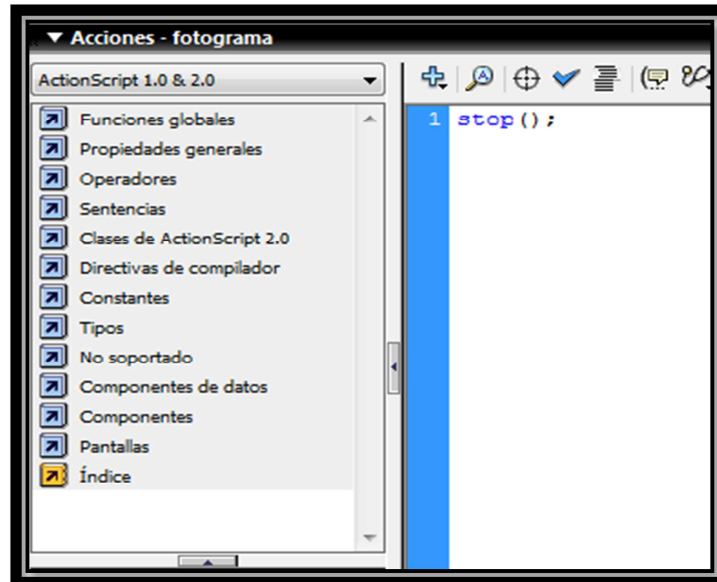 Acciones - fotograma
ActionScript 1.0 & 2.0
Funciones globales
Propiedades generales
Operadores
Sentencias
Clases de ActionScript 2.0
Directivas de compilador
Constantes
Tipos
No soportado
Componentes de datos
Componentes
Pantallas
Índice
1 stop();